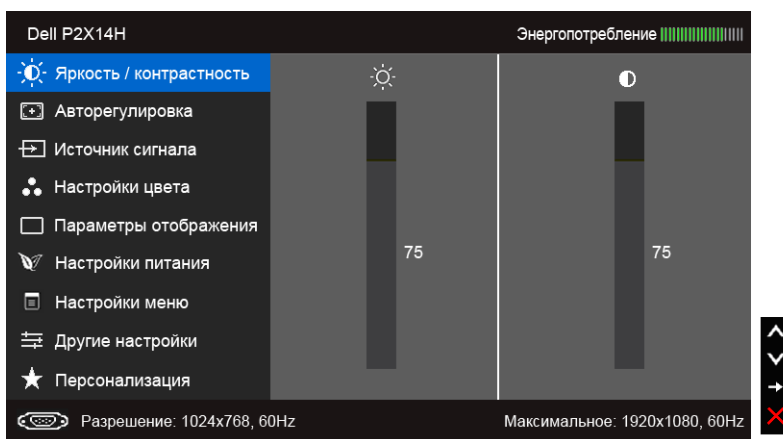 Dell P2X14H
Энергопотребление
Яркость / контрастность
Авторегулировка
Источник сигнала
Настройки цвета
Параметры отображения
Настройки питания
Настройки меню
Другие настройки
Персонализация
75
75
Разрешение: 1024x768, 60Hz
Максимальное: 1920x1080, 60Hz